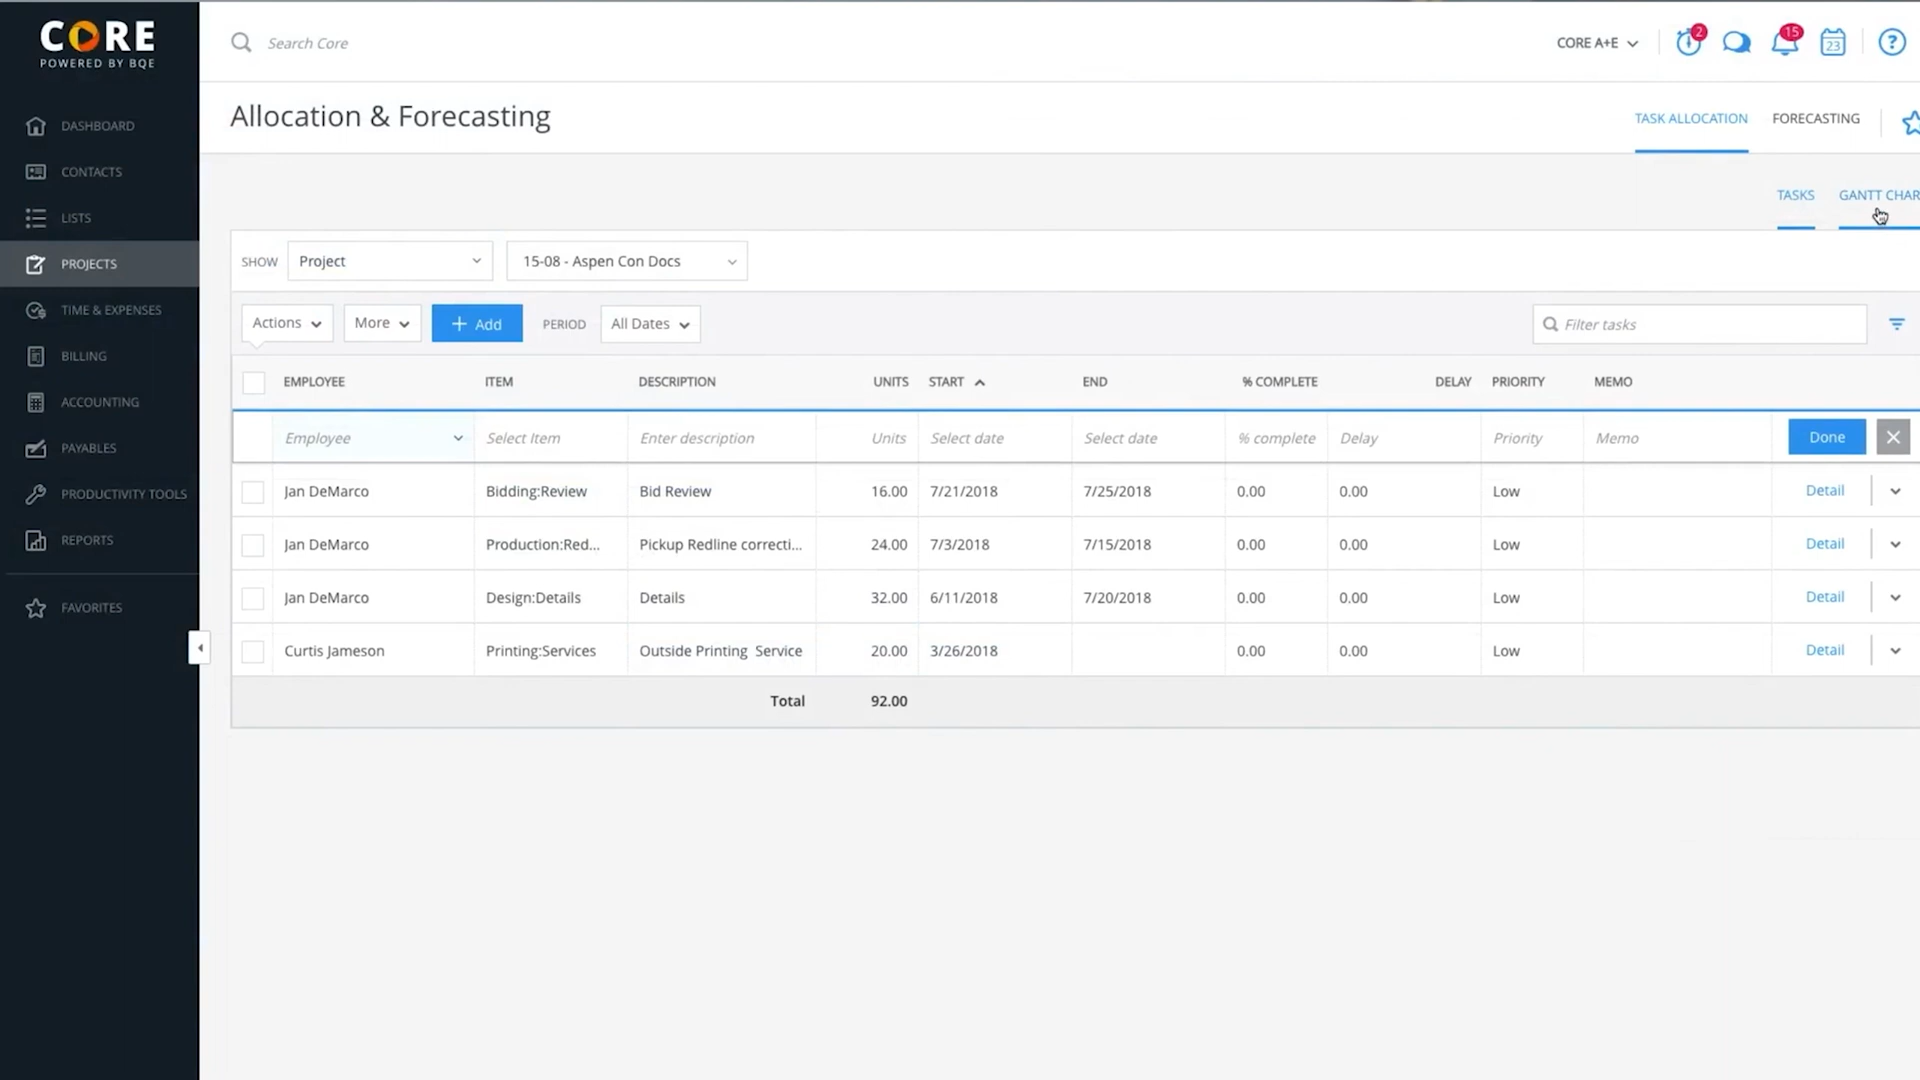 CORE
POWERED BY BQE
Search Core
CORE A+E
2
15
23
?
DASHBOARD
CONTACTS
LISTS
PROJECTS
TIME & EXPENSES
BILLING
ACCOUNTING
PAYABLES
PRODUCTIVITY TOOLS
REPORTS
FAVORITES
Allocation & Forecasting
TASK ALLOCATION FORECASTING
TASKS GANTT CHAR
SHOW Project 15-08 - Aspen Con Docs
Actions More + Add PERIOD All Dates Filter tasks
EMPLOYEE ITEM DESCRIPTION UNITS START END % COMPLETE DELAY PRIORITY MEMO
Employee Select Item Enter description Units Select date Select date % complete Delay Priority Memo Done
Jan DeMarco Bidding:Review Bid Review 16.00 7/21/2018 7/25/2018 0.00 0.00 Low Detail
Jan DeMarco Production:Red... Pickup Redline correcti... 24.00 7/3/2018 7/15/2018 0.00 0.00 Low Detail
Jan DeMarco Design:Details Details 32.00 6/11/2018 7/20/2018 0.00 0.00 Low Detail
Curtis Jameson Printing:Services Outside Printing Service 20.00 3/26/2018 0.00 0.00 Low Detail
Total 92.00